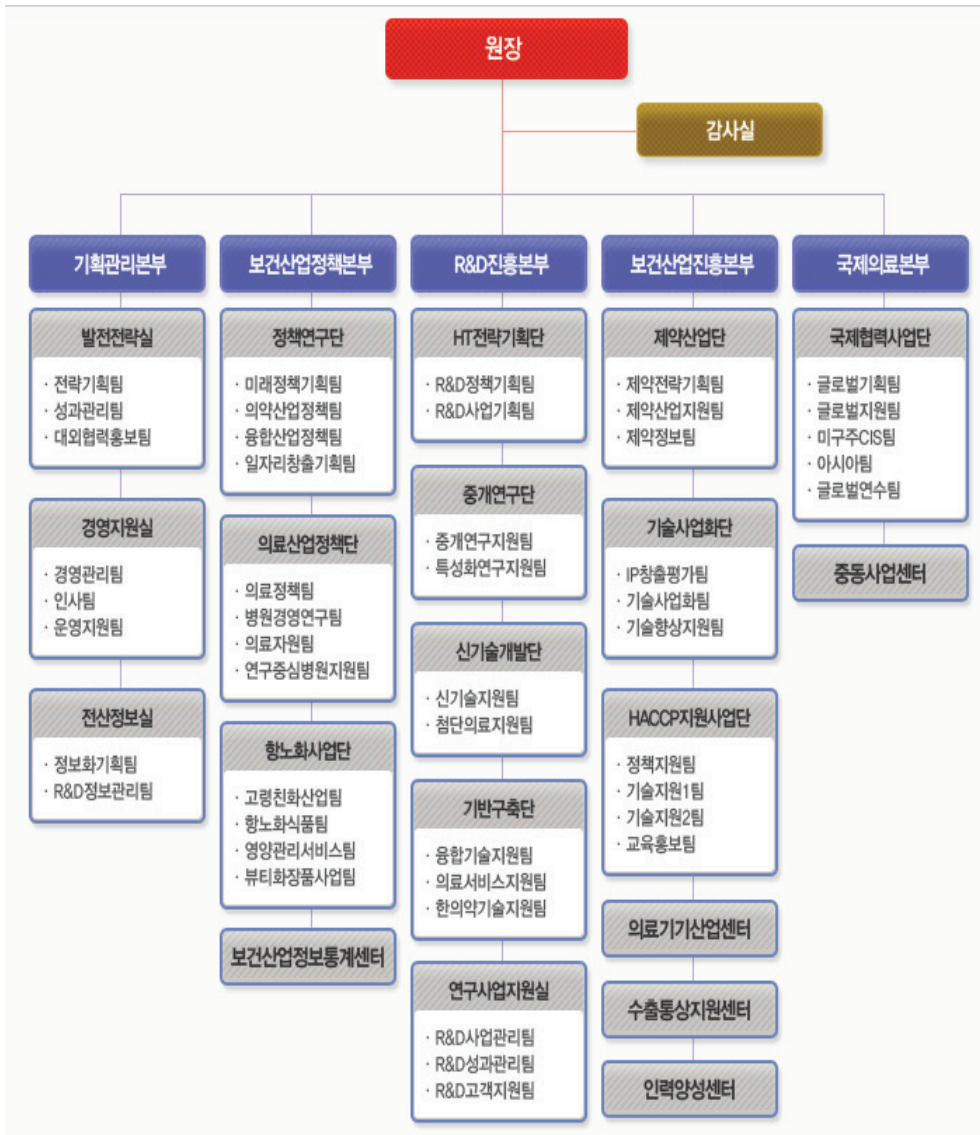 원장
감사실
기획관리본부
발전전략실
· 전략기획팀
· 성과관리팀
· 대외협력홍보팀
경영지원실
· 경영관리팀
· 인사팀
· 운영지원팀
전산정보실
· 정보화기획팀
· R&D정보관리팀
보건산업정책본부
정책연구단
· 미래정책기획팀
· 의약산업정책팀
· 융합산업정책팀
· 일자리창출기획팀
의료산업정책단
· 의료정책팀
· 병원경영연구팀
· 의료자원팀
· 연구중심병원지원팀
항노화사업단
· 고령친화산업팀
· 항노화식품팀
· 영양관리서비스팀
· 뷰티화장품사업팀
보건산업정보통계센터
R&D진흥본부
HT전략기획단
· R&D정책기획팀
· R&D사업기획팀
중개연구단
· 중개연구지원팀
· 특성화연구지원팀
신기술개발단
· 신기술지원팀
· 첨단의료지원팀
기반구축단
· 융합기술지원팀
· 의료서비스지원팀
· 한의약기술지원팀
연구사업지원실
· R&D사업관리팀
· R&D성과관리팀
· R&D고객지원팀
보건산업진흥본부
제약산업단
· 제약전략기획팀
· 제약산업지원팀
· 제약정보팀
기술사업화단
· IP창출평가팀
· 기술사업화팀
· 기술향상지원팀
HACCP지원사업단
· 정책지원팀
· 기술지원1팀
· 기술지원2팀
· 교육홍보팀
의료기기산업센터
수출통상지원센터
인력양성센터
국제의료본부
국제협력사업단
· 글로벌기획팀
· 글로벌지원팀
· 미구주CIS팀
· 아시아팀
· 글로벌연수팀
중동사업센터